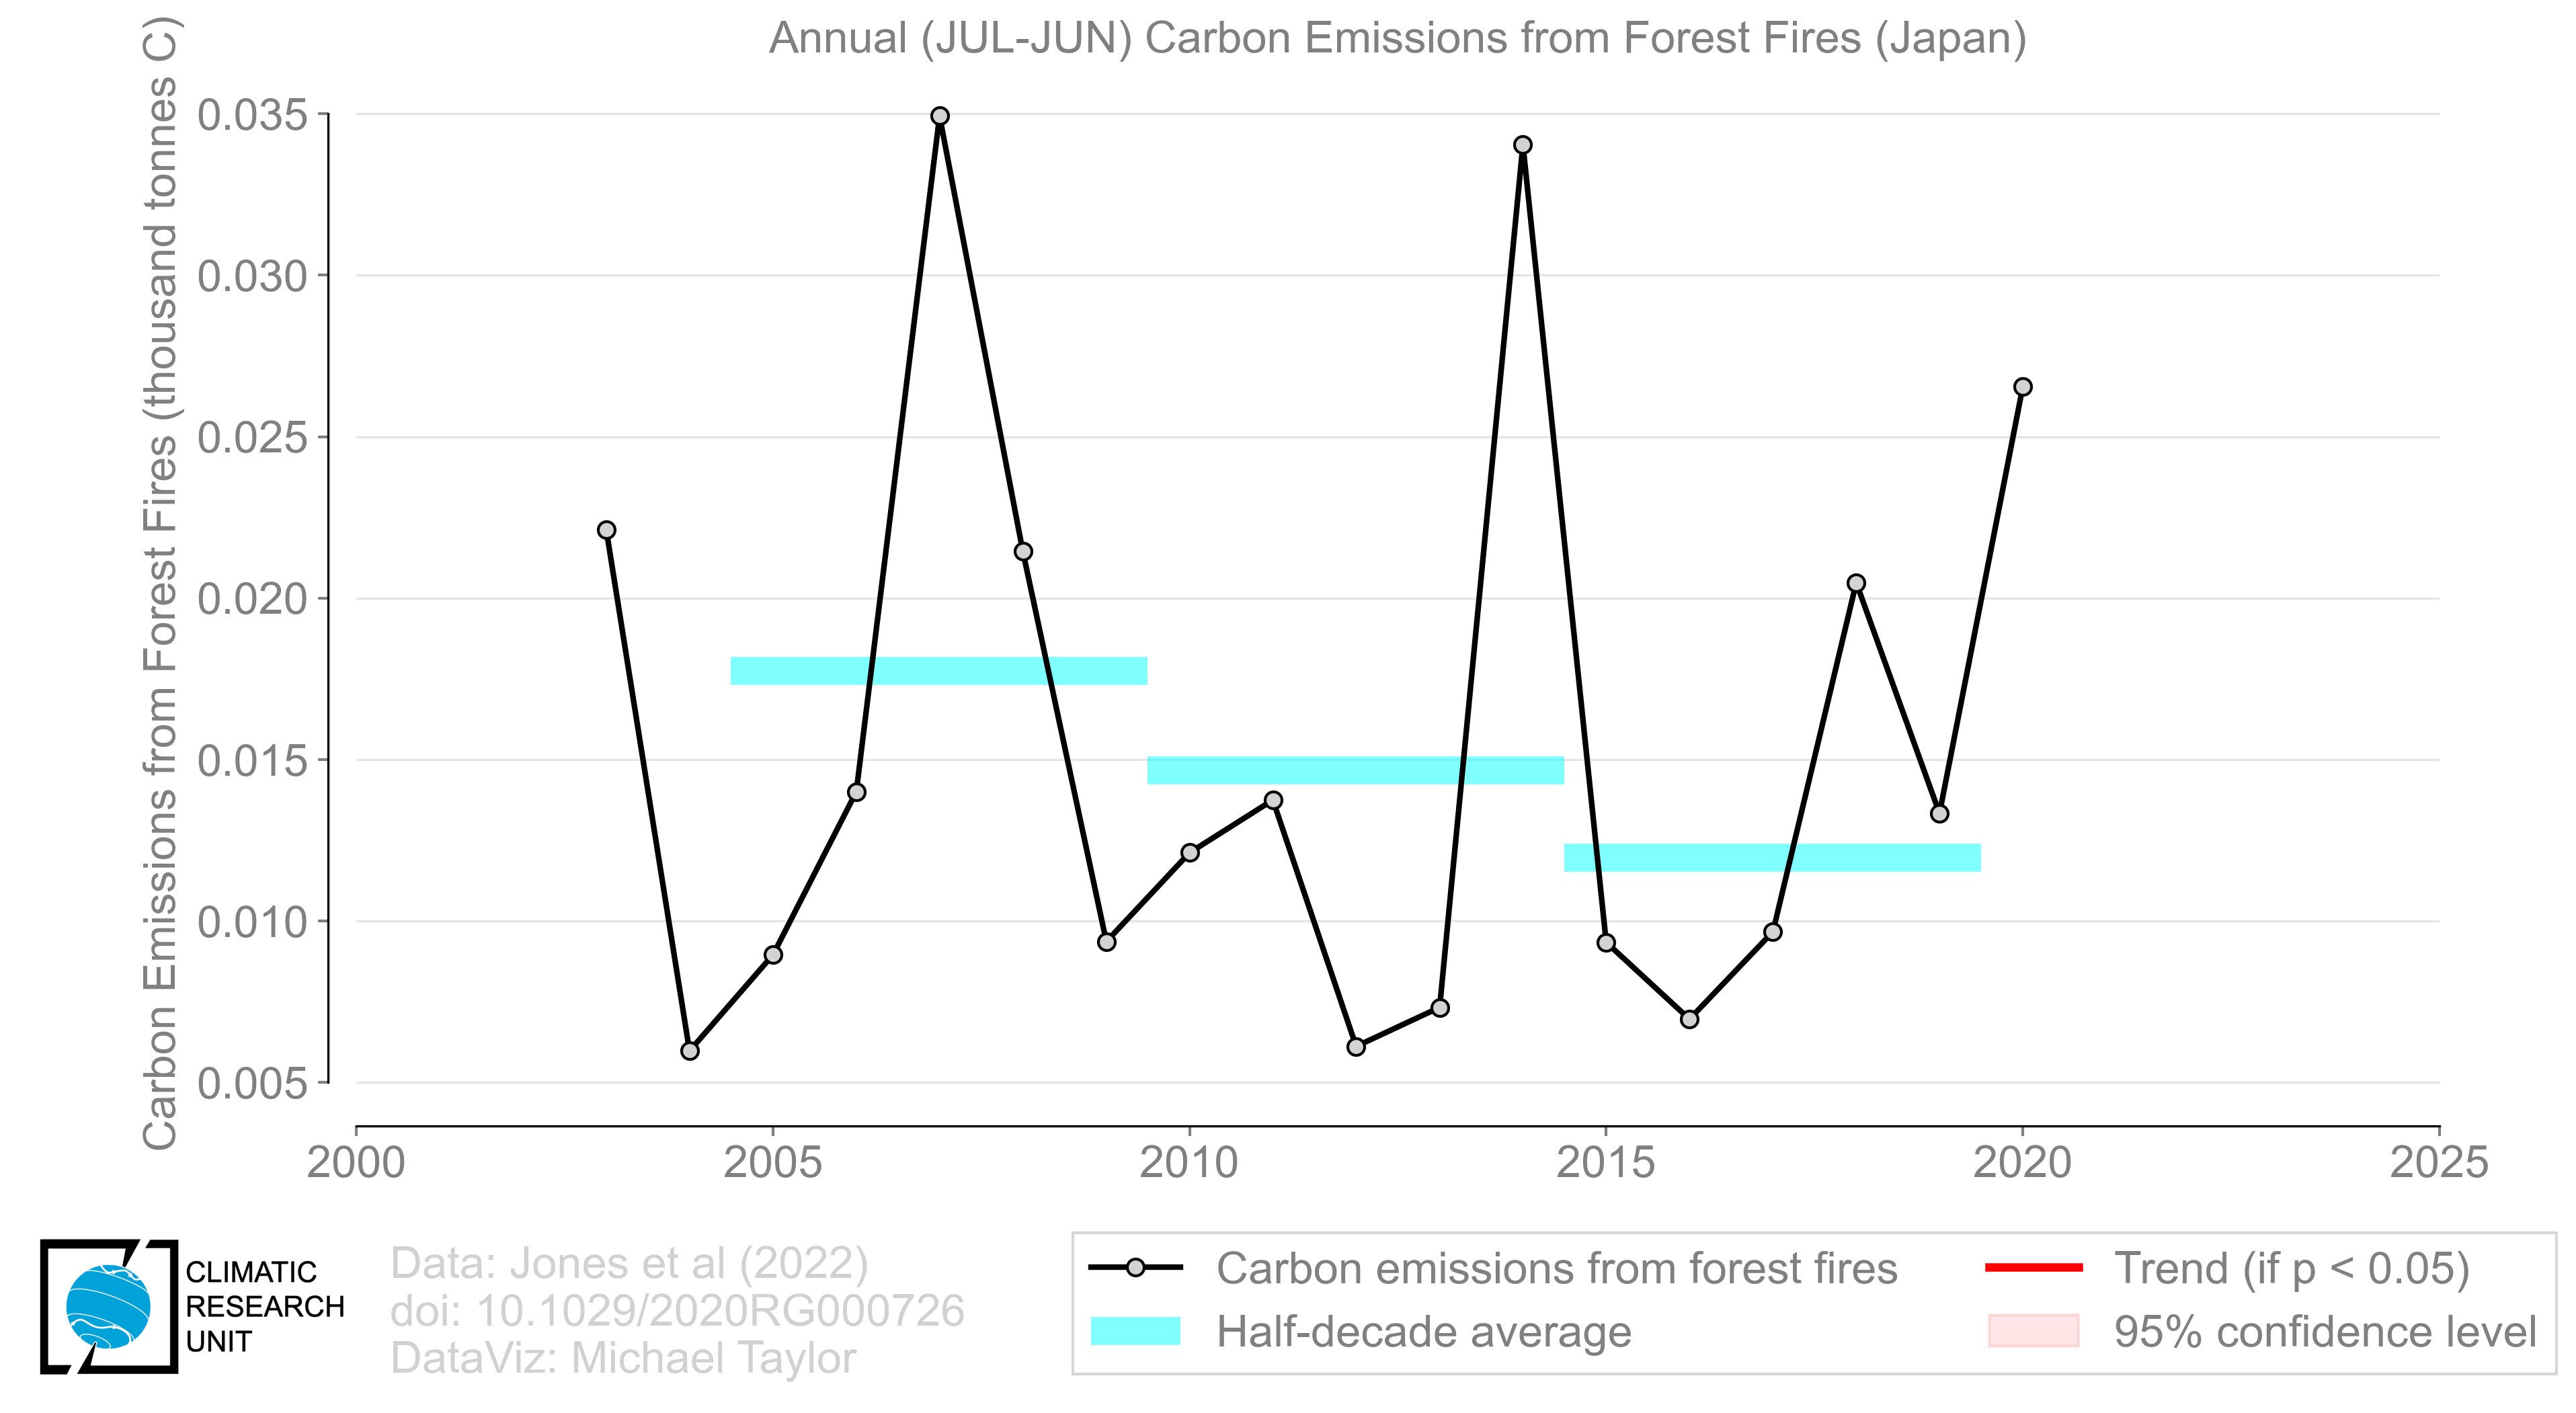 Annual (JUL-JUN) Carbon Emissions from Forest Fires (Japan)
Carbon Emissions from Forest Fires (thousand tonnes C)
0.035
0.030
0.025
0.020
0.015
0.010
0.005
2000 2005 2010 2015 2020 2025
CLIMATIC
RESEARCH
UNIT
Data: Jones et al (2022)
doi: 10.1029/2020RG000726
DataViz: Michael Taylor
Carbon emissions from forest fires
Half-decade average
Trend (if p < 0.05)
95% confidence level